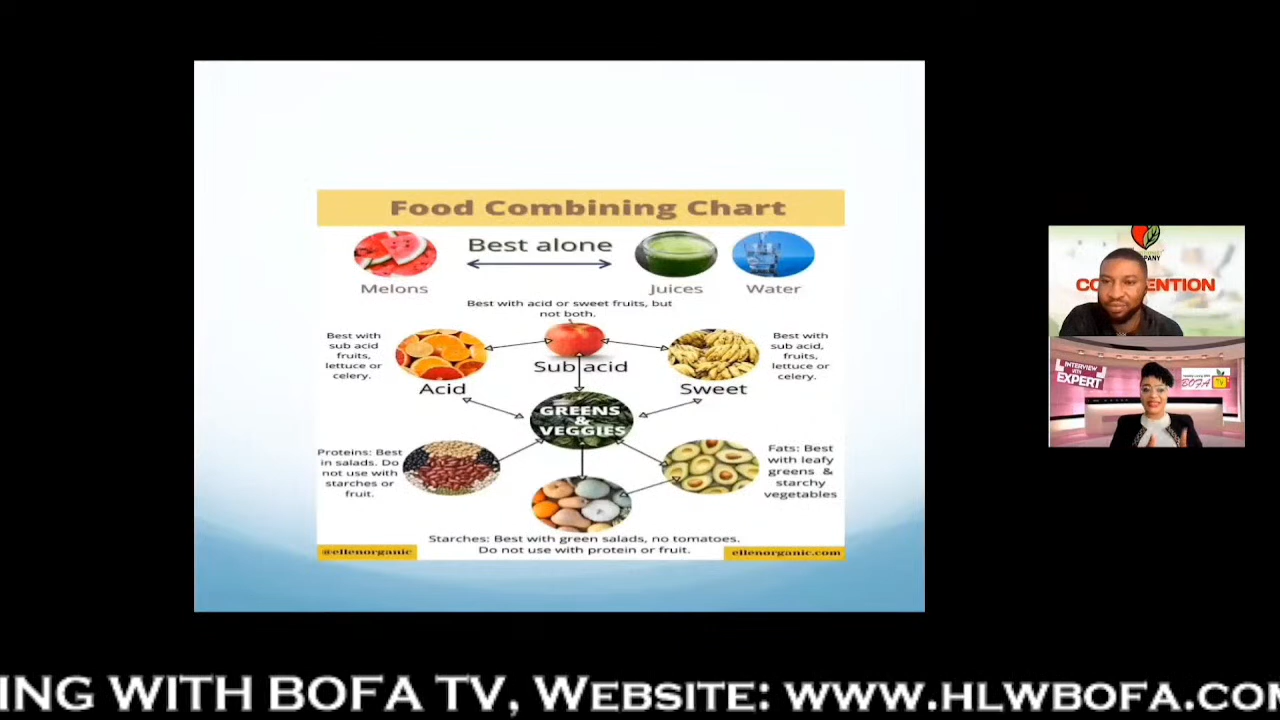 Food Combining Chart
Best alone
Melons
Juices
Water
Best with acid or sweet fruits, but
not both.
Best with
sub acid
fruits,
lettuce or
celery.
Best with
sub acid,
fruits,
lettuce or
celery.
Acid
Sub acid
Sweet
GREENS
&
VEGGIES
Proteins: Best
in salads. Do
not use with
starches or
fruit.
Fats: Best
with leafy
greens &
starchy
vegetables
Starches: Best with green salads, no tomatoes.
Do not use with protein or fruit.
@ellenorganic
ellenorganic.com
INTERVIEW
WITH
EXPERT
BOFA
TV
ING WITH BOFA TV, WEBSITE: WWW.HLWBOFA.COM